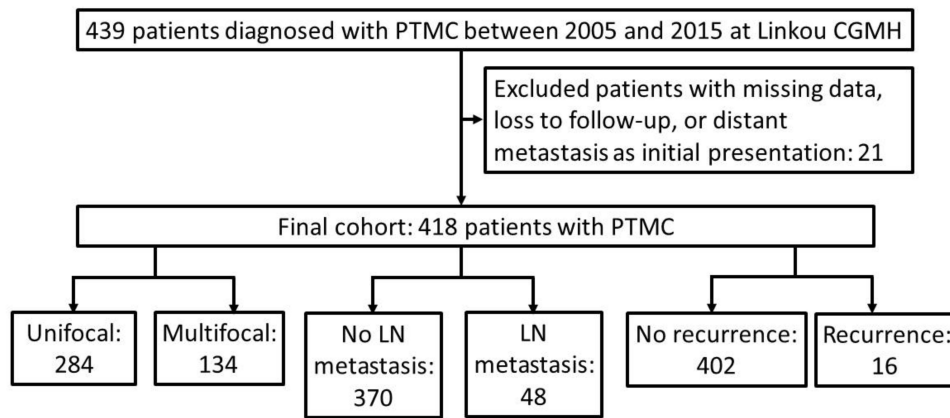 439 patients diagnosed with PTMC between 2005 and 2015 at Linkou CGMH
Excluded patients with missing data,
loss to follow-up, or distant
metastasis as initial presentation: 21
Final cohort: 418 patients with PTMC
Unifocal:
284
Multifocal:
134
No LN
metastasis:
370
LN
metastasis:
48
No recurrence:
402
Recurrence:
16